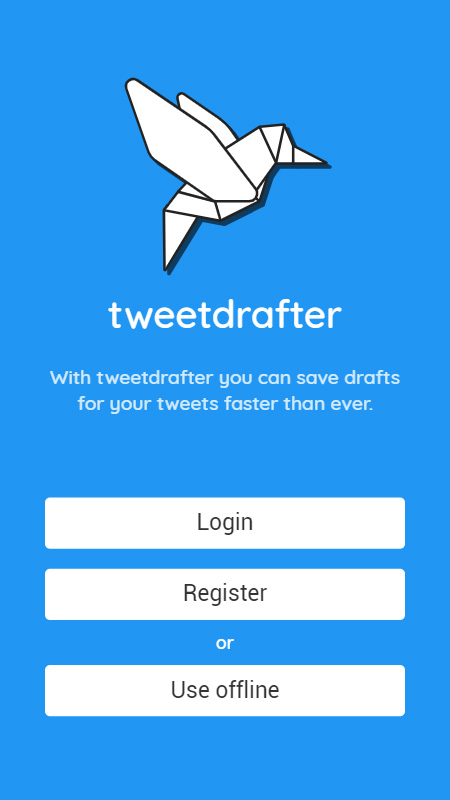 tweetdrafter
With tweetdrafter you can save drafts
for your tweets faster than ever.
Login
Register
or
Use offline